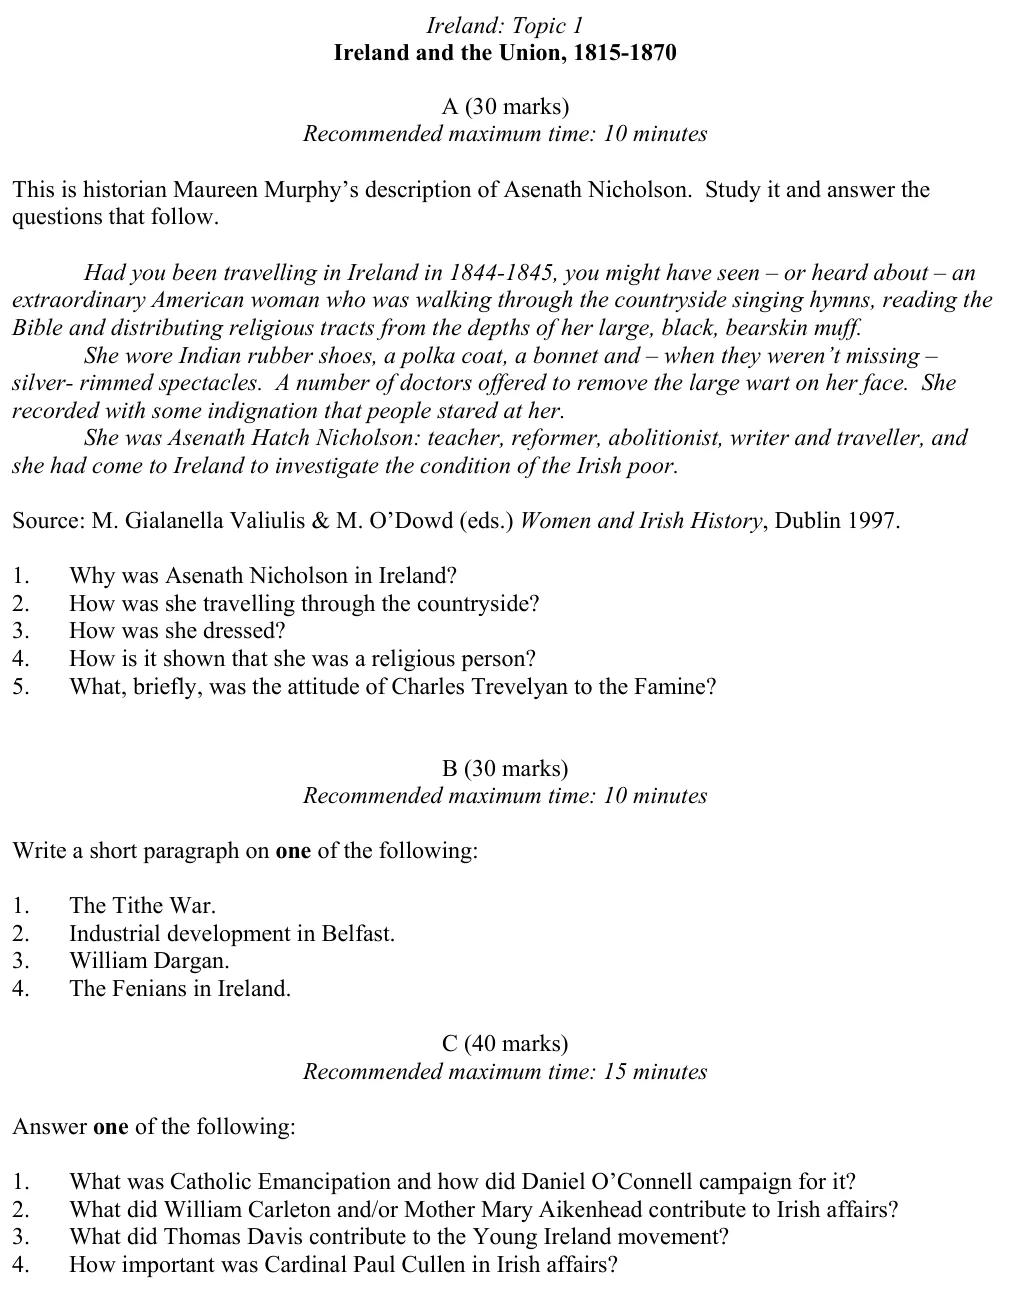 Ireland: Topic 1
Ireland and the Union, 1815-1870
A (30 marks)
Recommended maximum time: 10 minutes
This is historian Maureen Murphy’s description of Asenath Nicholson.  Study it and answer the
questions that follow.
Had you been travelling in Ireland in 1844-1845, you might have seen – or heard about – an
extraordinary American woman who was walking through the countryside singing hymns, reading the
Bible and distributing religious tracts from the depths of her large, black, bearskin muff.
She wore Indian rubber shoes, a polka coat, a bonnet and – when they weren’t missing –
silver- rimmed spectacles.  A number of doctors offered to remove the large wart on her face.  She
recorded with some indignation that people stared at her.
She was Asenath Hatch Nicholson: teacher, reformer, abolitionist, writer and traveller, and
she had come to Ireland to investigate the condition of the Irish poor.
Source: M. Gialanella Valiulis & M. O’Dowd (eds.) Women and Irish History, Dublin 1997.
1. Why was Asenath Nicholson in Ireland?
2. How was she travelling through the countryside?
3. How was she dressed?
4. How is it shown that she was a religious person?
5. What, briefly, was the attitude of Charles Trevelyan to the Famine?
B (30 marks)
Recommended maximum time: 10 minutes
Write a short paragraph on one of the following:
1. The Tithe War.
2. Industrial development in Belfast.
3. William Dargan.
4. The Fenians in Ireland.
C (40 marks)
Recommended maximum time: 15 minutes
Answer one of the following:
1. What was Catholic Emancipation and how did Daniel O’Connell campaign for it?
2. What did William Carleton and/or Mother Mary Aikenhead contribute to Irish affairs?
3. What did Thomas Davis contribute to the Young Ireland movement?
4. How important was Cardinal Paul Cullen in Irish affairs?